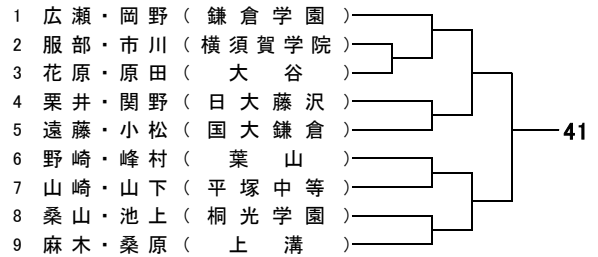 1 広瀬・岡野（鎌倉学園）
2 服部・市川（横須賀学院）
3 花原・原田（大谷）
4 栗井・関野（日大藤沢）
5 遠藤・小松（国大鎌倉）
6 野崎・峰村（葉山）
7 山崎・山下（平塚中等）
8 桑山・池上（桐光学園）
9 麻木・桑原（上溝）
41